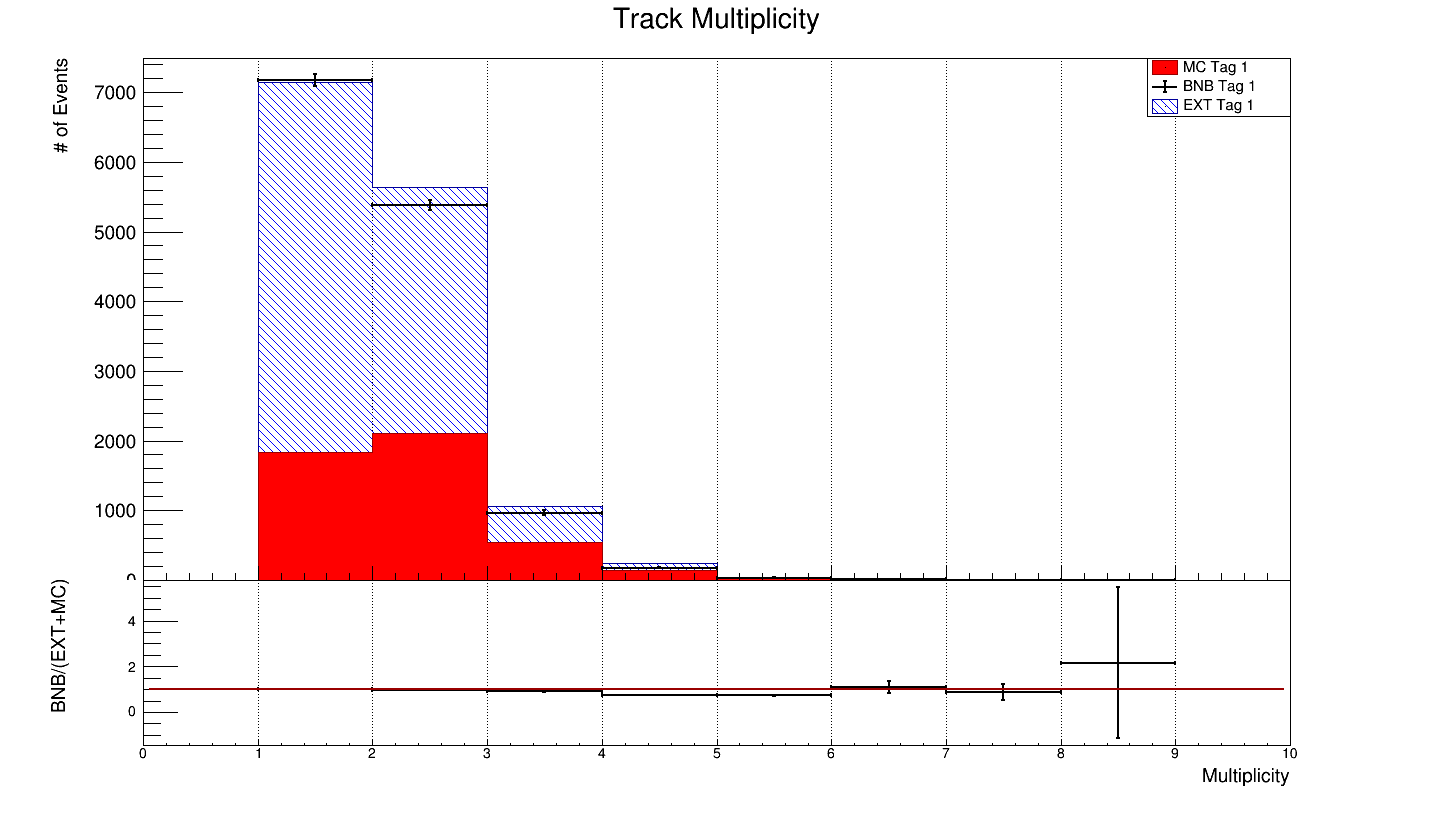 Track Multiplicity
# of Events
7000
6000
5000
4000
3000
2000
1000
0
MC Tag 1
BNB Tag 1
EXT Tag 1
BNB/(EXT+MC)
4
2
0
0 1 2 3 4 5 6 7 8 9 10
Multiplicity